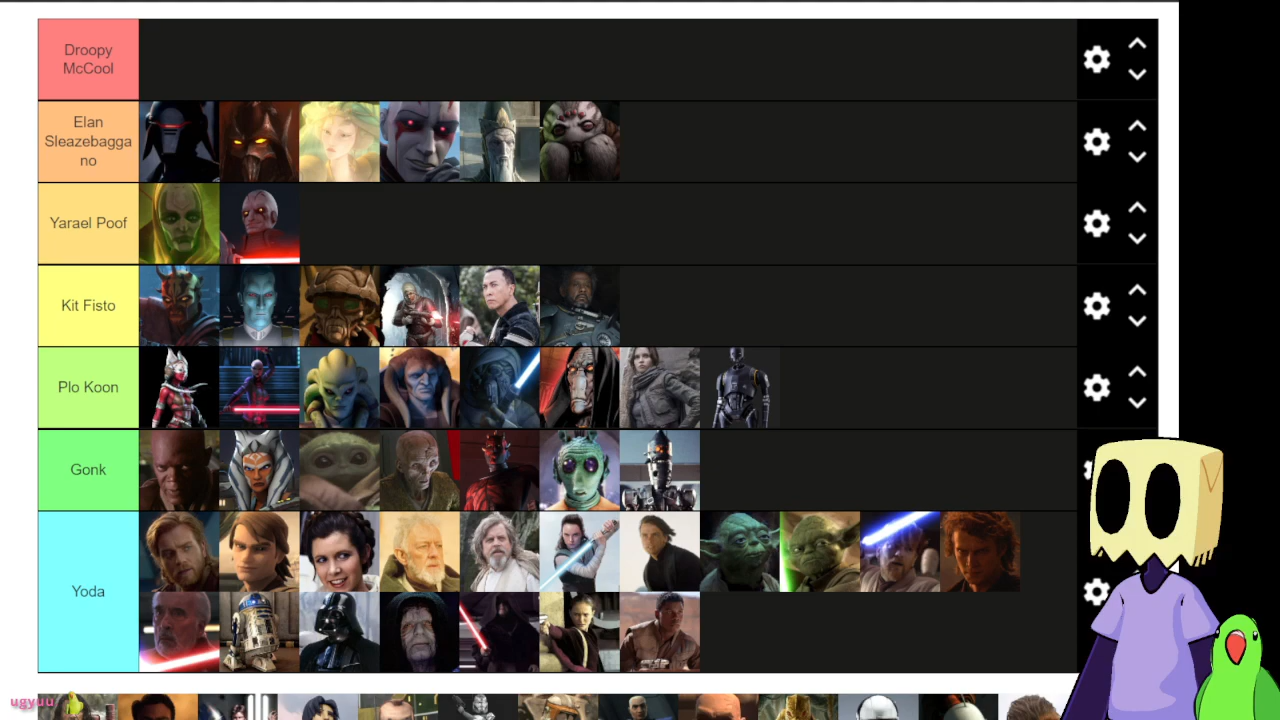 Droopy
McCool
Elan
Sleazebagga
no
Yarael Poof
Kit Fisto
Plo Koon
Gonk
Yoda
ugyuu